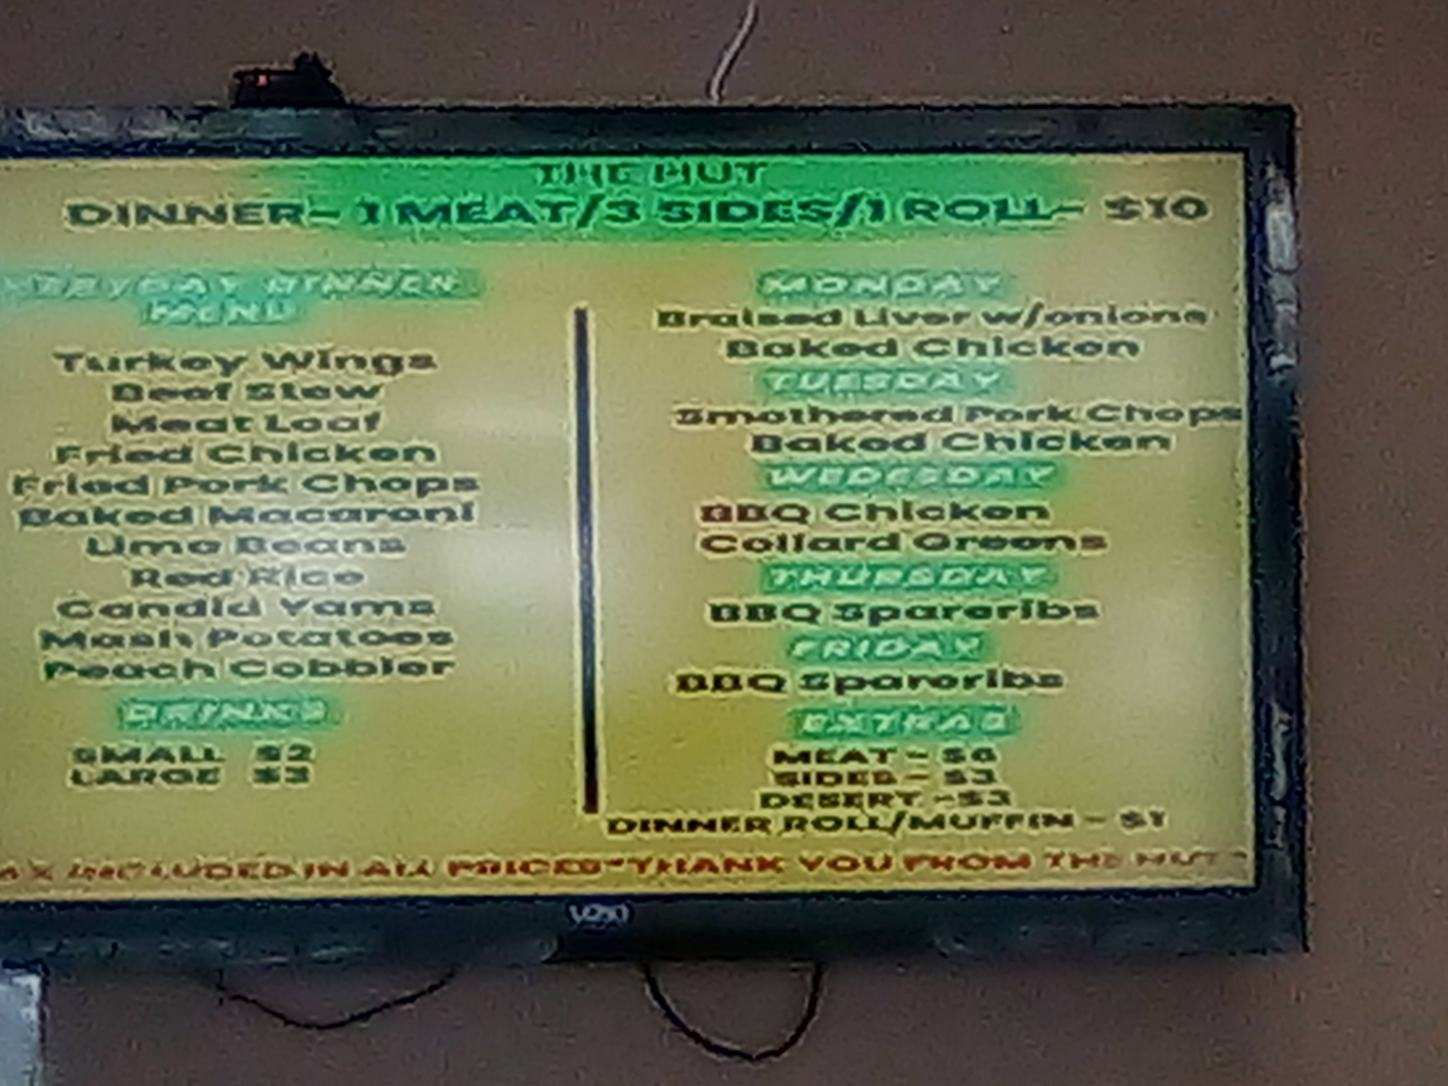 THE HUT
DINNER- 1 MEAT/3 SIDES/1 ROLL- $10
DINNER
MENU
Turkey Wings
Beef Stew
Meat Loaf
Fried Chicken
Fried Pork Chops
Baked Macaroni
Lima Beans
Red Rice
Candid Yams
Mash Potatoes
Peach Cobbler
DRINKS
SMALL $2
LARGE $3
MONDAY
Braised Liver w/onions
Baked Chicken
TUESDAY
Smothered Pork Chops
Baked Chicken
WEDESDAY
BBQ Chicken
Collard Greens
THURSDAY
BBQ Spareribs
FRIDAY
BBQ Spareribs
EXTRAS
MEAT - $6
SIDES - $3
DESERT - $3
DINNER ROLL/MUFFIN - $1
INCLUDED IN ALL PRICES*THANK YOU FROM THE HUT